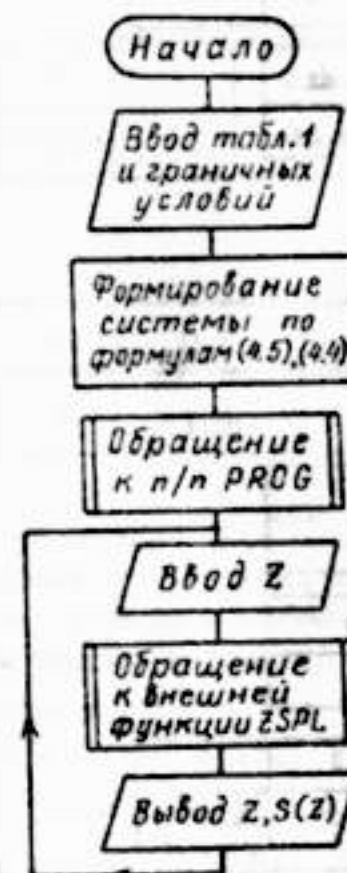 Начало
Ввод табл.1
и граничных
условий
Формирование
системы по
формулам (4.5), (4.4)
Обращение
к п/п PROG
Ввод Z
Обращение
к внешней
функции ZSPL
Вывод Z, S(Z)